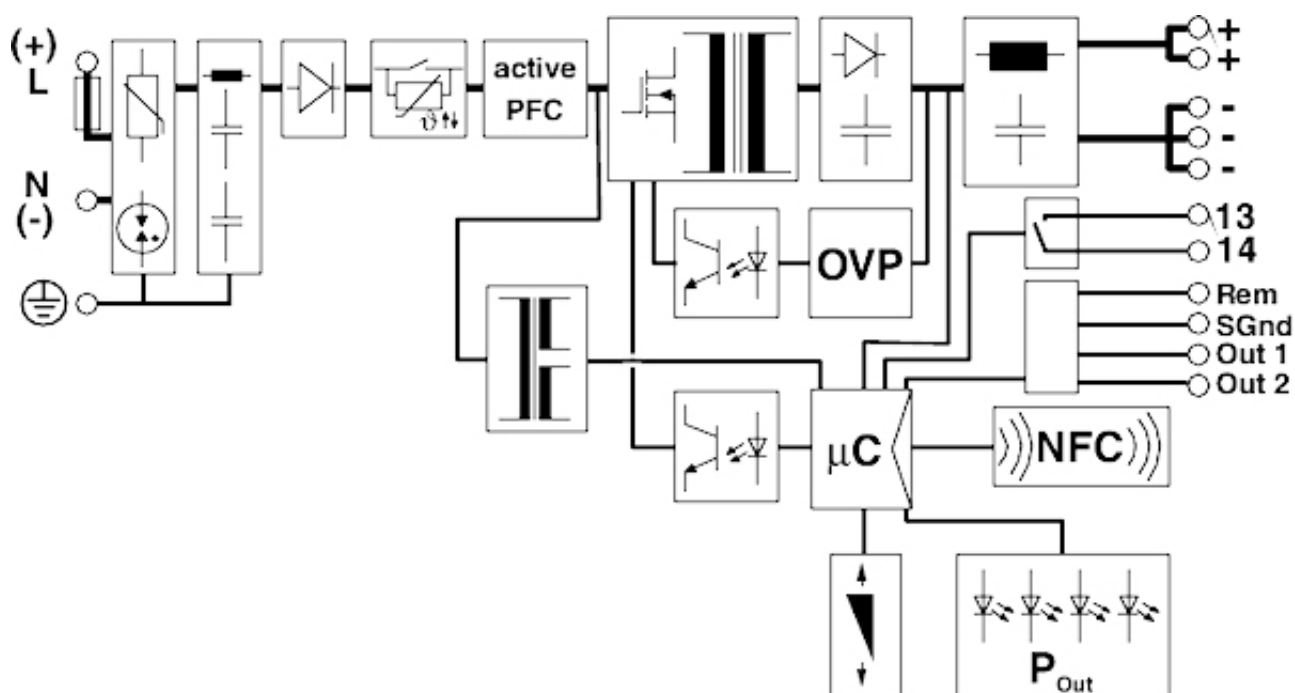 (+)
L
N
(-)
active
PFC
+
+
-
-
-
13
14
OVP
Rem
SGnd
Out 1
Out 2
ϑ
µC
NFC
P Out